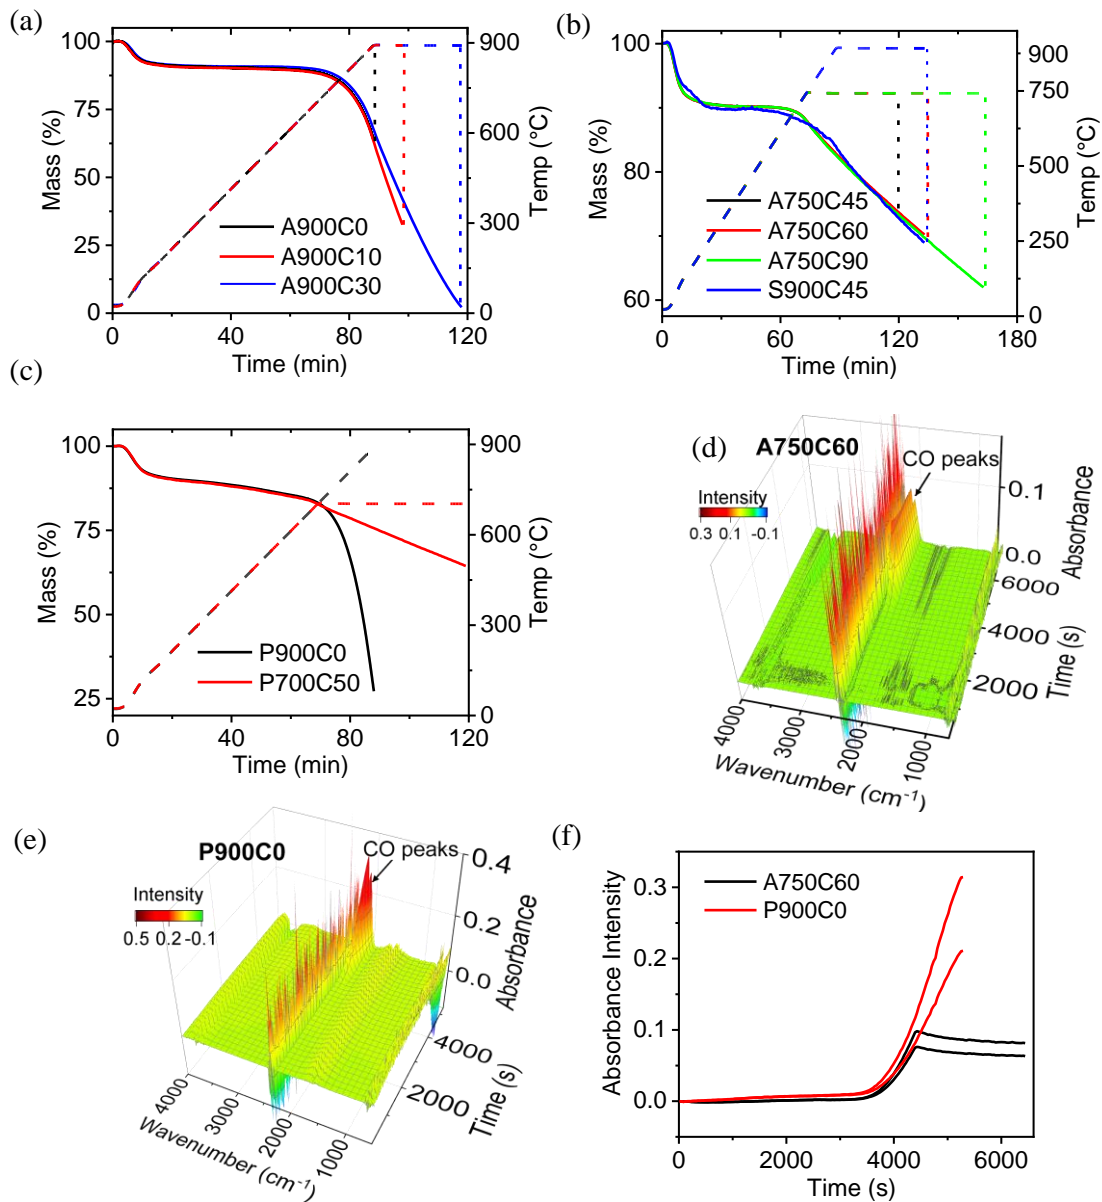 (a)
100
75
50
25
0
Mass (%)
900
600
300
0
Temp (°C)
A900C0
A900C10
A900C30
0 40 80 120
Time (min)
(b)
100
80
60
Mass (%)
900
750
500
250
0
Temp (°C)
A750C45
A750C60
A750C90
S900C45
0 60 120 180
Time (min)
(c)
100
75
50
25
Mass (%)
900
600
300
0
Temp (°C)
P900C0
P700C50
0 40 80 120
Time (min)
(d)
A750C60
CO peaks
Intensity
0.3 0.1 -0.1
0.1
0.0
Absorbance
6000
4000
2000
Time (s)
4000 3000 2000 1000
Wavenumber (cm⁻¹)
(e)
P900C0
CO peaks
Intensity
0.5 0.2 -0.1
0.4
0.2
0.0
Absorbance
4000
2000
Time (s)
4000 3000 2000 1000
Wavenumber (cm⁻¹)
(f)
0.3
0.2
0.1
0.0
Absorbance Intensity
A750C60
P900C0
0 2000 4000 6000
Time (s)